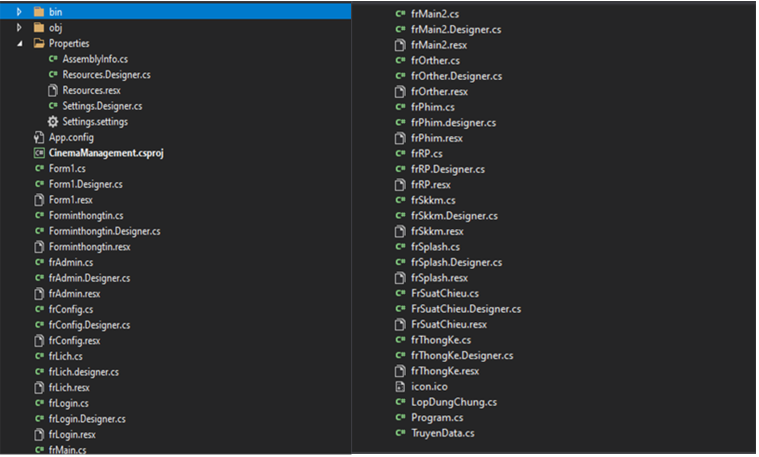 bin
obj
Properties
AssemblyInfo.cs
Resources.Designer.cs
Resources.resx
Settings.Designer.cs
Settings.settings
App.config
CinemaManagement.csproj
Form1.cs
Form1.Designer.cs
Form1.resx
Forminthongtin.cs
Forminthongtin.Designer.cs
Forminthongtin.resx
frAdmin.cs
frAdmin.Designer.cs
frAdmin.resx
frConfig.cs
frConfig.Designer.cs
frConfig.resx
frLich.cs
frLich.designer.cs
frLich.resx
frLogin.cs
frLogin.Designer.cs
frLogin.resx
frMain.cs
frMain2.cs
frMain2.Designer.cs
frMain2.resx
frOrther.cs
frOrther.Designer.cs
frOrther.resx
frPhim.cs
frPhim.designer.cs
frPhim.resx
frRP.cs
frRP.Designer.cs
frRP.resx
frSkkm.cs
frSkkm.Designer.cs
frSkkm.resx
frSplash.cs
frSplash.Designer.cs
frSplash.resx
FrSuatChieu.cs
FrSuatChieu.Designer.cs
FrSuatChieu.resx
frThongKe.cs
frThongKe.Designer.cs
frThongKe.resx
icon.ico
LopDungChung.cs
Program.cs
TruyenData.cs